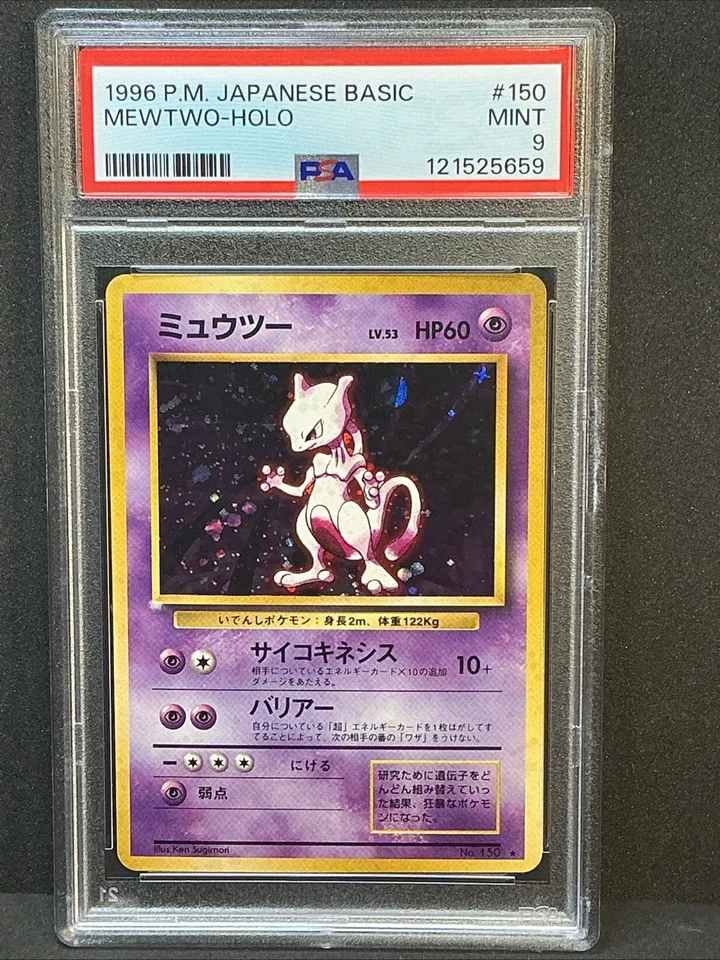 1996 P.M. JAPANESE BASIC #150
MEWTWO-HOLO MINT
9
PSA 121525659
ミュウツー LV.53 HP60
いでんしポケモン：身長2m、体重122Kg
サイコキネシス 10+
相手についているエネルギーカード×10の追加
ダメージをあたえる。
バリアー
自分についている「超」エネルギーカードを1枚はがしてす
てることによって、次の相手の番の「ワザ」をうけない。
にげる
弱点
研究ために遺伝子をど
んどん組み替えていっ
た結果、狂暴なポケモ
ンになった。
Illus.Ken Sugimori No. 150